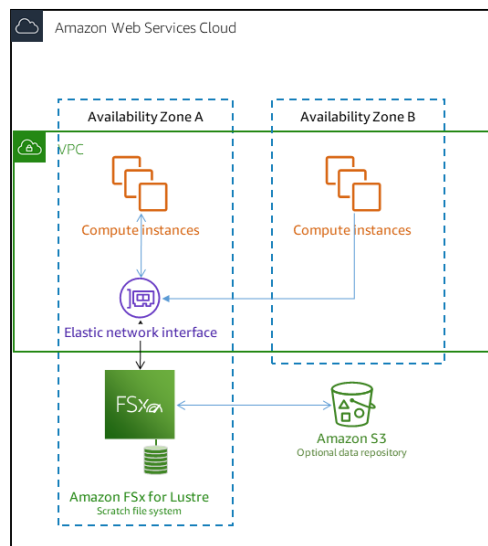 Amazon Web Services Cloud
Availability Zone A
Availability Zone B
VPC
Compute instances
Compute instances
Elastic network interface
FSx
Amazon S3
Optional data repository
Amazon FSx for Lustre
Scratch file system